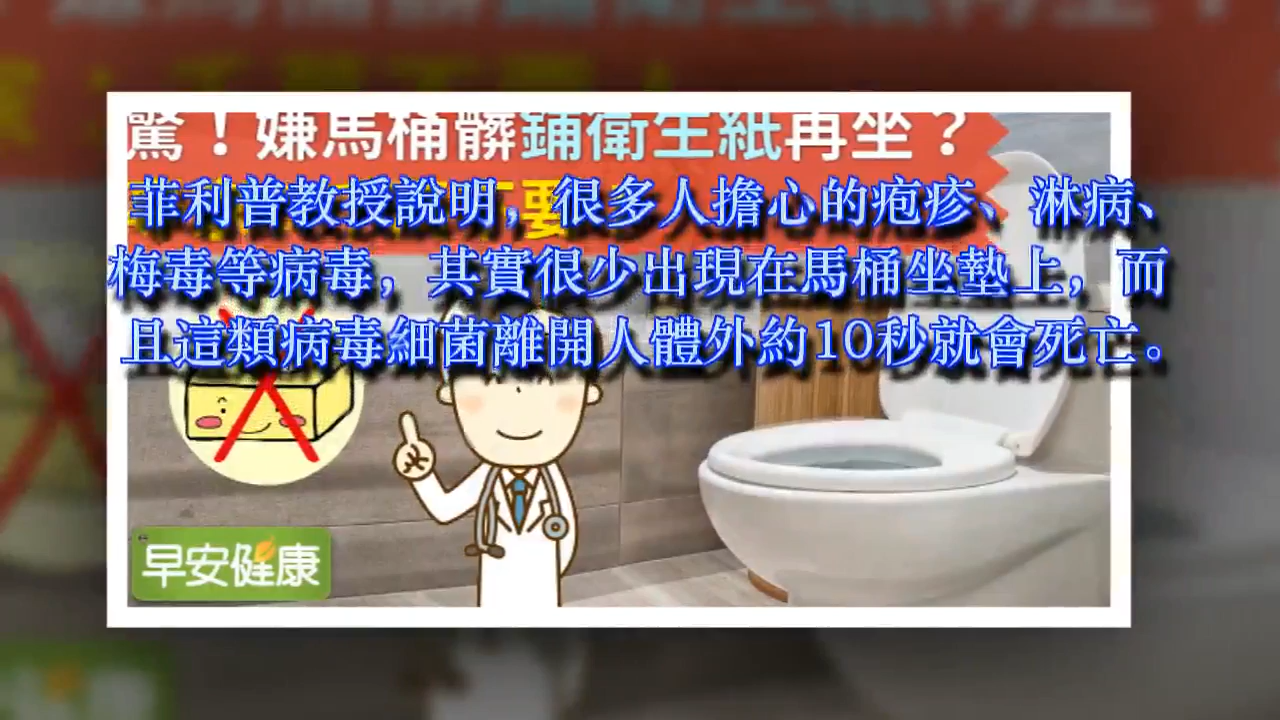 驚！嫌馬桶髒鋪衛生紙再坐？
要
菲利普教授說明，很多人擔心的疱疹、淋病、
梅毒等病毒，其實很少出現在馬桶坐墊上，而
且這類病毒細菌離開人體外約10秒就會死亡。
早安健康